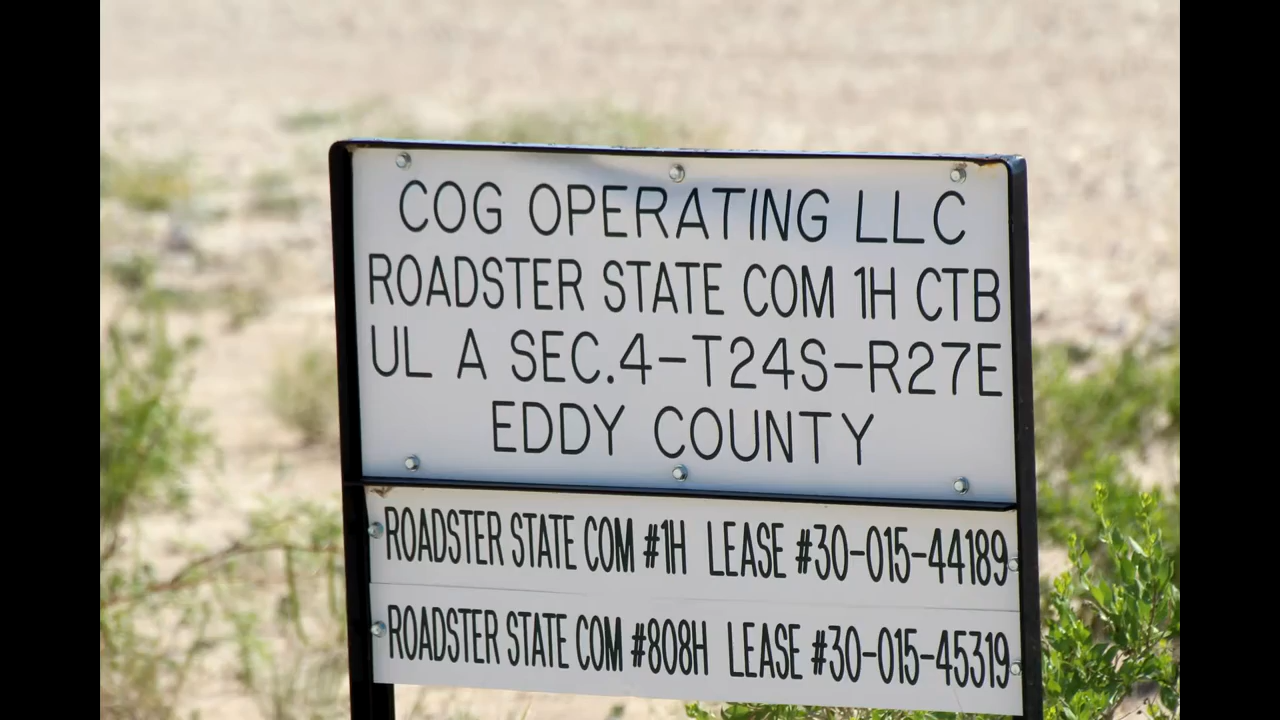 COG OPERATING LLC
ROADSTER STATE COM 1H CTB
UL A SEC.4-T24S-R27E
EDDY COUNTY
ROADSTER STATE COM #1H LEASE #30-015-44189
ROADSTER STATE COM #808H LEASE #30-015-45319